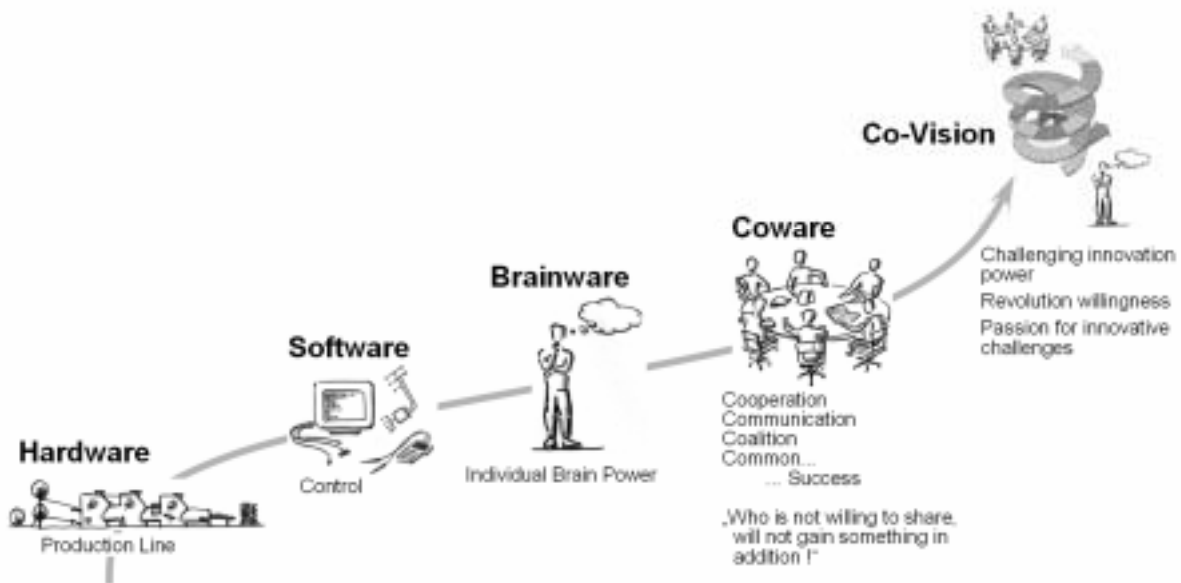 Hardware
Production Line
Software
Control
Brainware
Individual Brain Power
Coware
Cooperation
Communication
Coalition
Common...
... Success
„Who is not willing to share,
will not gain something in
addition !"
Co-Vision
Challenging innovation
power
Revolution willingness
Passion for innovative
challenges